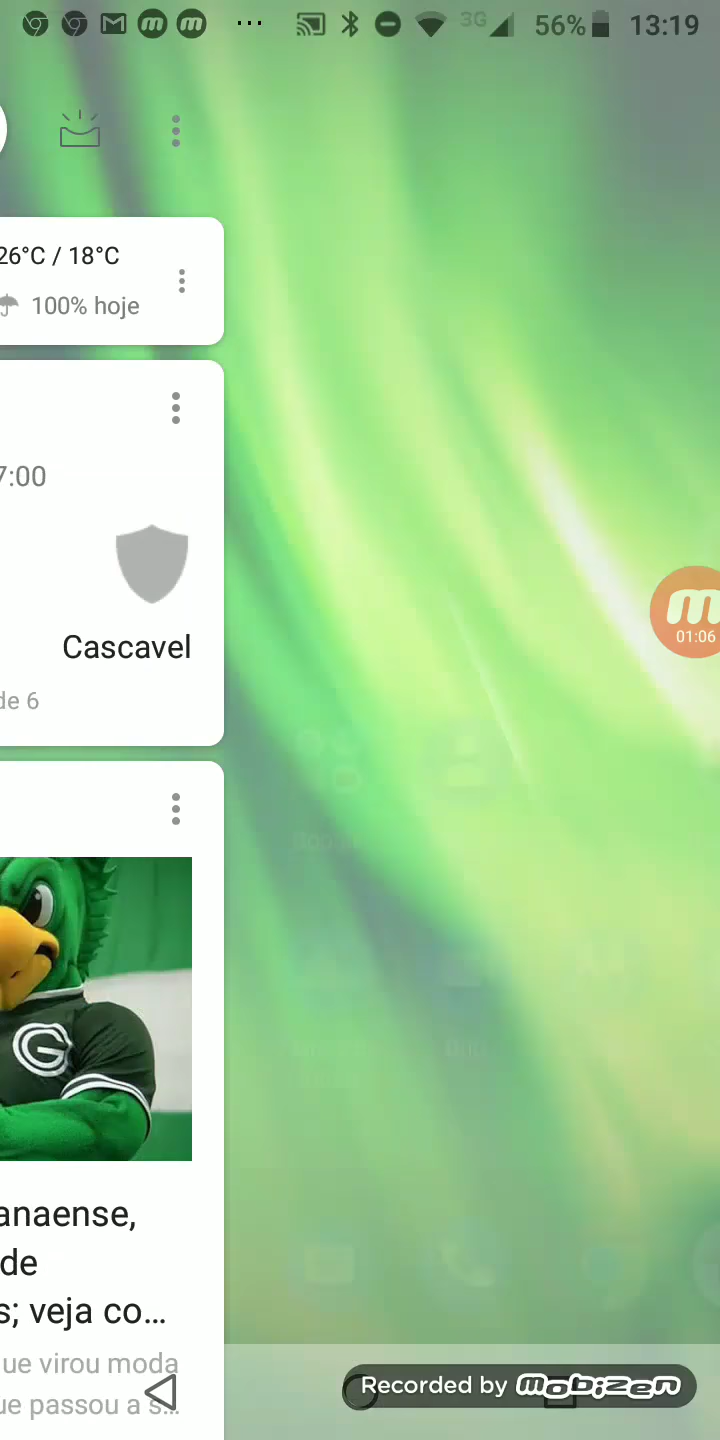 3G 56% 13:19
26°C / 18°C
100% hoje
7:00
Cascavel
de 6
01:06
G
anaense,
de
s; veja co...
ue virou moda
ue passou a s...
Recorded by mobizen